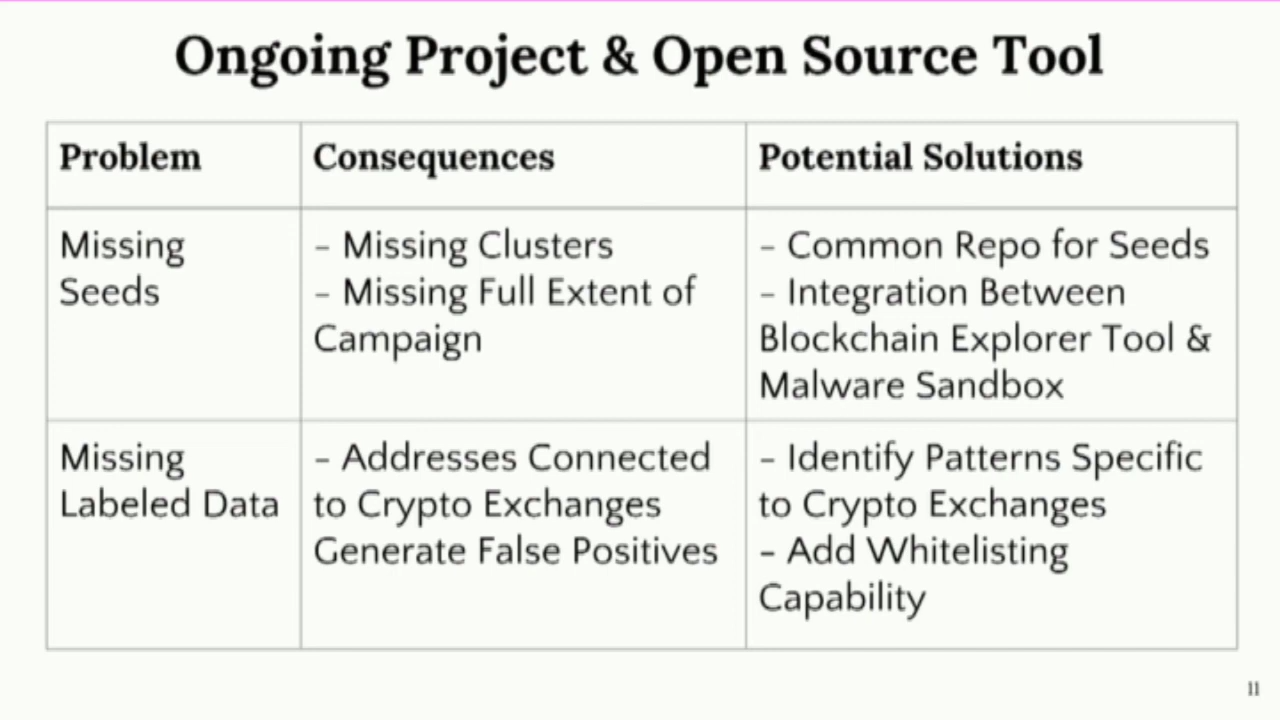 Ongoing Project & Open Source Tool
Problem
Consequences
Potential Solutions
Missing
Seeds
- Missing Clusters
- Missing Full Extent of
Campaign
- Common Repo for Seeds
- Integration Between
Blockchain Explorer Tool &
Malware Sandbox
Missing
Labeled Data
- Addresses Connected
to Crypto Exchanges
Generate False Positives
- Identify Patterns Specific
to Crypto Exchanges
- Add Whitelisting
Capability
11